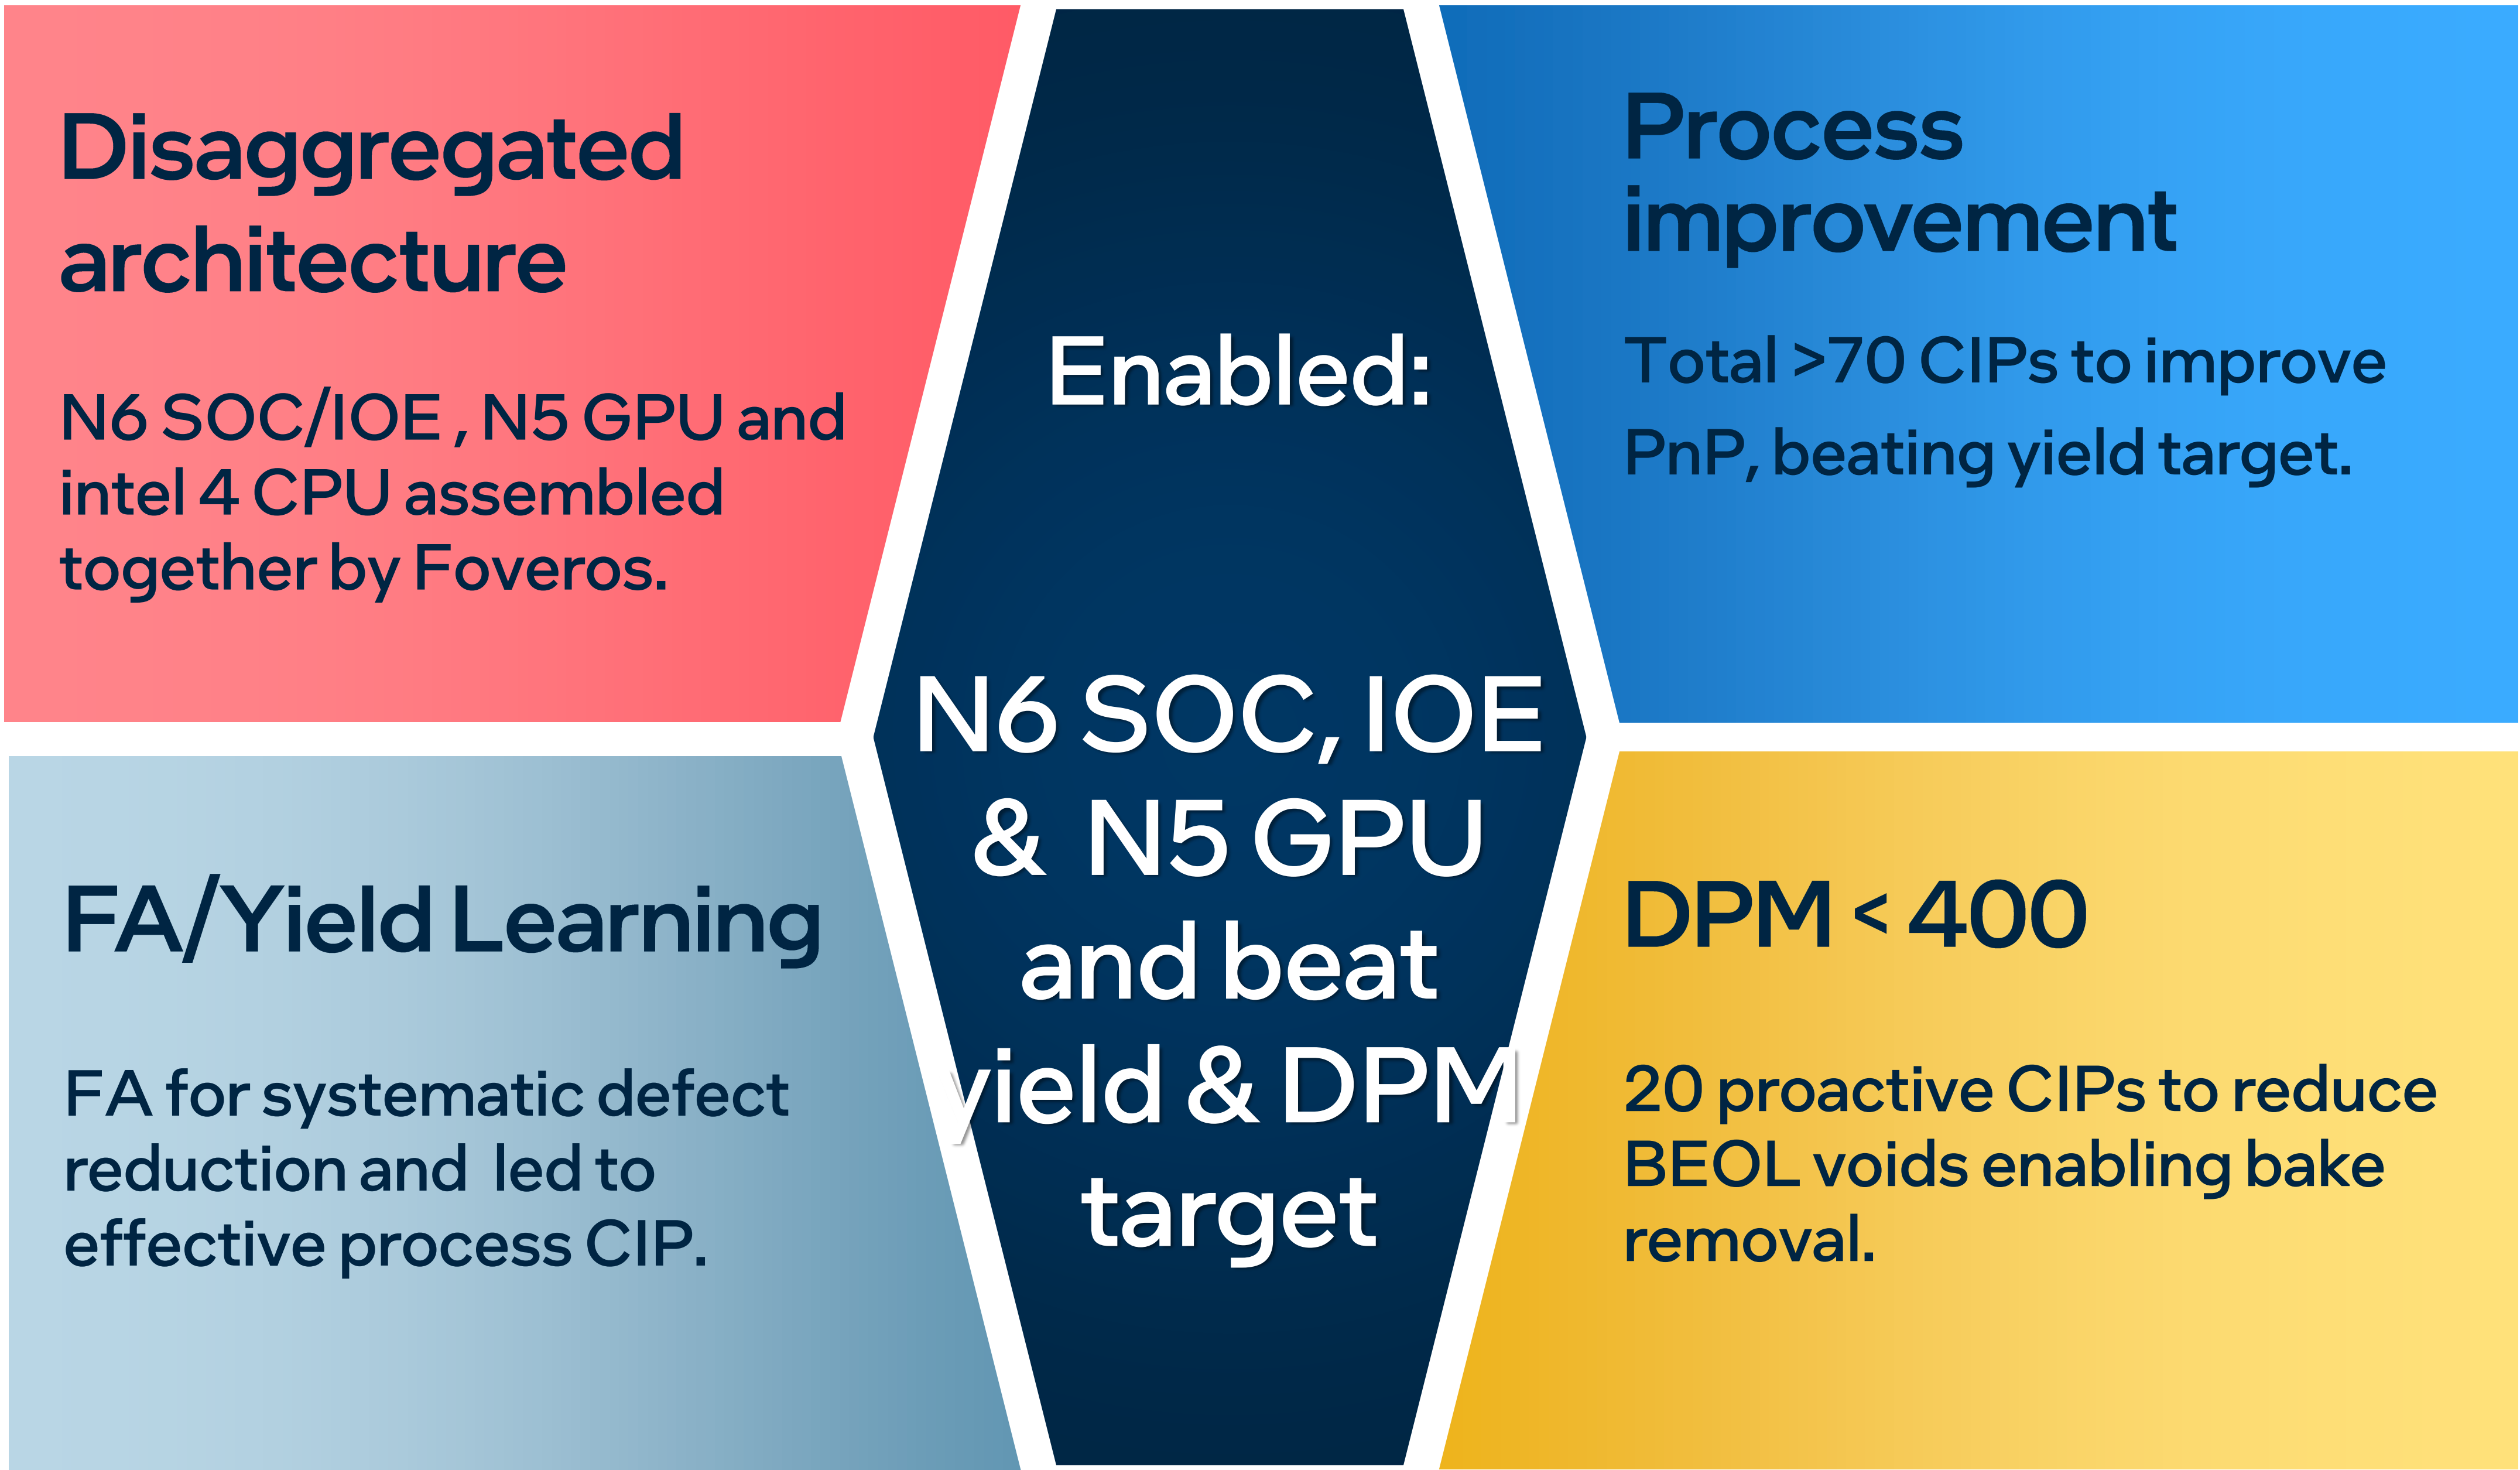 Disaggregated
architecture
N6 SOC/IOE , N5 GPU and
intel 4 CPU assembled
together by Foveros.
Process
improvement
Total >70 CIPs to improve
PnP, beating yield target.
Enabled:
N6 SOC, IOE
& N5 GPU
and beat
yield & DPM
target
FA/Yield Learning
FA for systematic defect
reduction and led to
effective process CIP.
DPM < 400
20 proactive CIPs to reduce
BEOL voids enabling bake
removal.